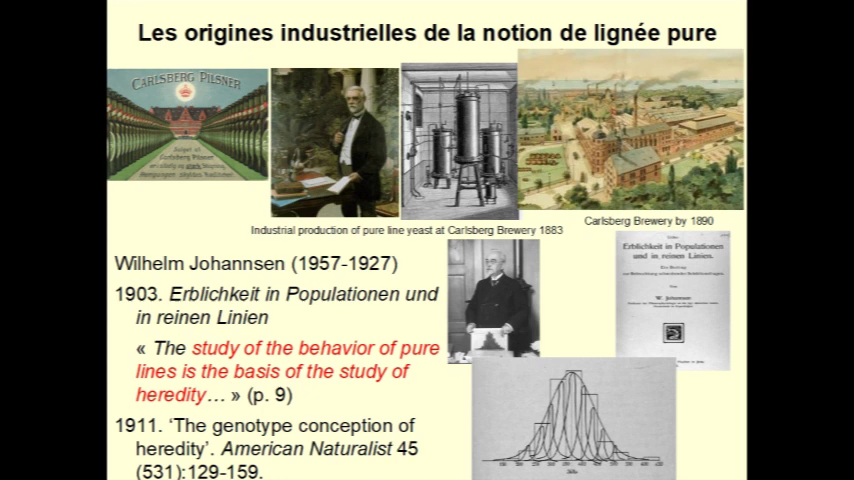 Les origines industrielles de la notion de lignée pure
CARLSBERG PILSNER
Carlsberg Brewery by 1890
Industrial production of pure line yeast at Carlsberg Brewery 1883
Wilhelm Johannsen (1957-1927)
1903. Erblichkeit in Populationen und
in reinen Linien
« The study of the behavior of pure
lines is the basis of the study of
heredity… » (p. 9)
1911. ‘The genotype conception of
heredity’. American Naturalist 45
(531):129-159.
Erblichkeit in Populationen
und in reinen Linien.
W. Johannsen